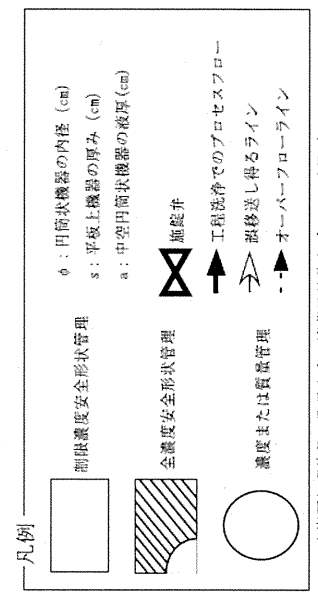 凡例
制限濃度安全形状管理
全濃度安全形状管理
濃度または質量管理
φ：円筒状機器の内径 (cm)
s：平板上機器の厚み (cm)
a：中空円筒状機器の液厚(cm)
施錠弁
工程洗浄でのプロセスフロー
誤移送し得るライン
オーバーフローライン